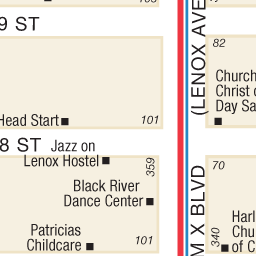 9 ST
(LENOX AVE
82
Church
Christ
Day Sa
Head Start
101
8 ST
Jazz on
Lenox Hostel
359
70
Black River
Dance Center
M X BLVD
Harl
Chu
of C
340
Patricias
Childcare
101